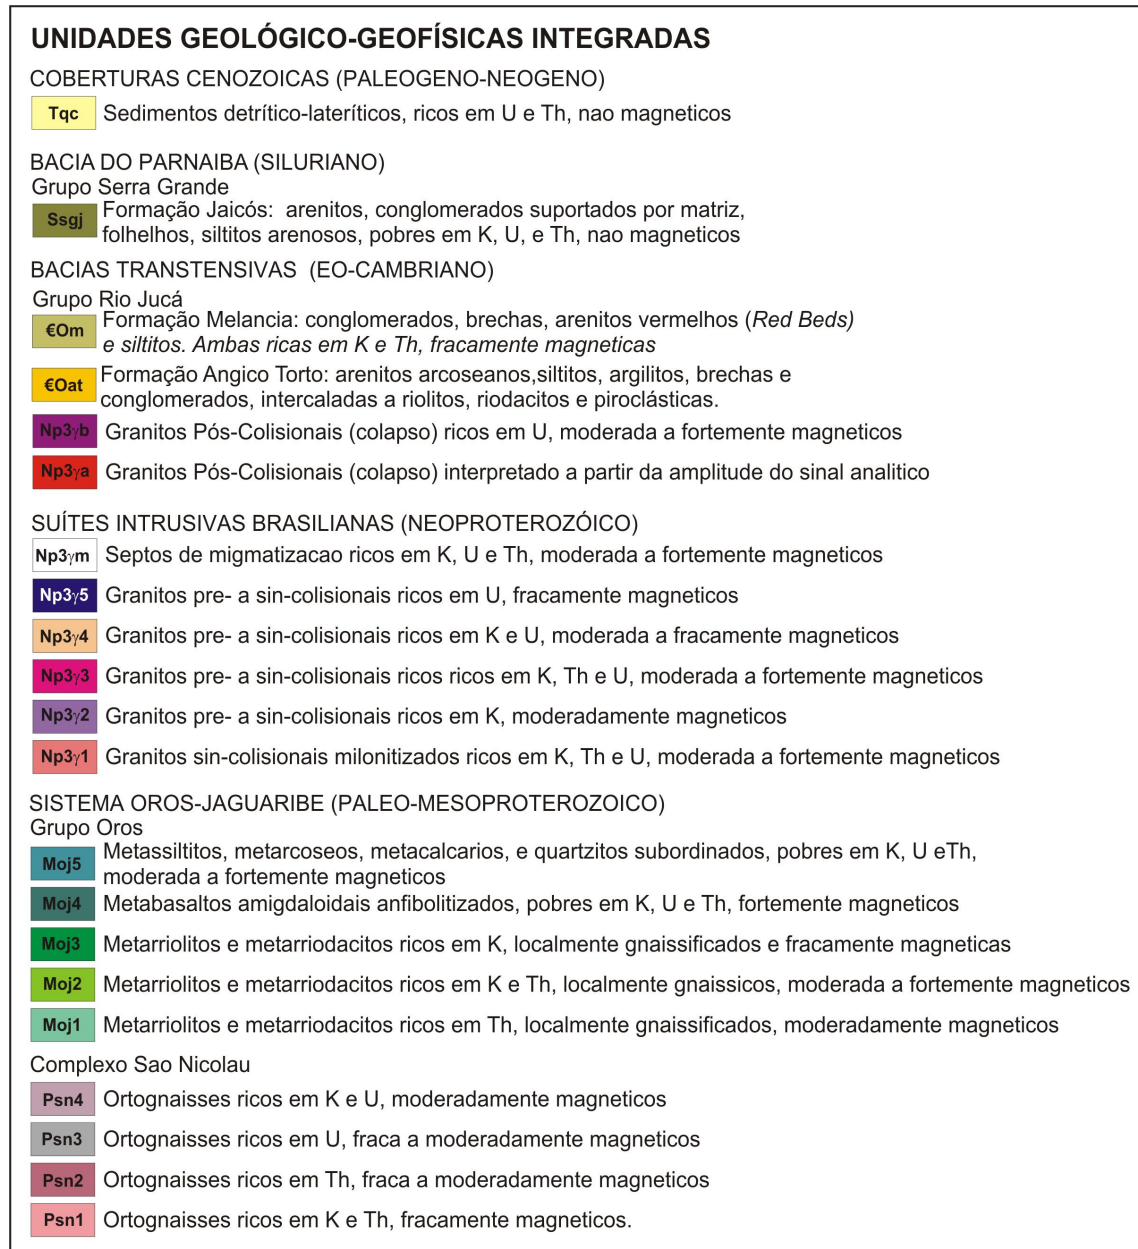 UNIDADES GEOLÓGICO-GEOFÍSICAS INTEGRADAS
COBERTURAS CENOZOICAS (PALEOGENO-NEOGENO)
Tqc Sedimentos detrítico-lateríticos, ricos em U e Th, nao magneticos
BACIA DO PARNAIBA (SILURIANO)
Grupo Serra Grande
Ssgj Formação Jaicós: arenitos, conglomerados suportados por matriz,
folhelhos, siltitos arenosos, pobres em K, U, e Th, nao magneticos
BACIAS TRANSTENSIVAS (EO-CAMBRIANO)
Grupo Rio Jucá
€Om Formação Melancia: conglomerados, brechas, arenitos vermelhos (Red Beds)
e siltitos. Ambas ricas em K e Th, fracamente magneticas
€Oat Formação Angico Torto: arenitos arcoseanos,siltitos, argilitos, brechas e
conglomerados, intercaladas a riolitos, riodacitos e piroclásticas.
Np3γb Granitos Pós-Colisionais (colapso) ricos em U, moderada a fortemente magneticos
Np3γa Granitos Pós-Colisionais (colapso) interpretado a partir da amplitude do sinal analitico
SUÍTES INTRUSIVAS BRASILIANAS (NEOPROTEROZÓICO)
Np3γm Septos de migmatizacao ricos em K, U e Th, moderada a fortemente magneticos
Np3γ5 Granitos pre- a sin-colisionais ricos em U, fracamente magneticos
Np3γ4 Granitos pre- a sin-colisionais ricos em K e U, moderada a fracamente magneticos
Np3γ3 Granitos pre- a sin-colisionais ricos ricos em K, Th e U, moderada a fortemente magneticos
Np3γ2 Granitos pre- a sin-colisionais ricos em K, moderadamente magneticos
Np3γ1 Granitos sin-colisionais milonitizados ricos em K, Th e U, moderada a fortemente magneticos
SISTEMA OROS-JAGUARIBE (PALEO-MESOPROTEROZOICO)
Grupo Oros
Moj5 Metassiltitos, metarcoseos, metacalcarios, e quartzitos subordinados, pobres em K, U eTh,
moderada a fortemente magneticos
Moj4 Metabasaltos amigdaloidais anfibolitizados, pobres em K, U e Th, fortemente magneticos
Moj3 Metarriolitos e metarriodacitos ricos em K, localmente gnaissificados e fracamente magneticas
Moj2 Metarriolitos e metarriodacitos ricos em K e Th, localmente gnaissicos, moderada a fortemente magneticos
Moj1 Metarriolitos e metarriodacitos ricos em Th, localmente gnaissificados, moderadamente magneticos
Complexo Sao Nicolau
Psn4 Ortognaisses ricos em K e U, moderadamente magneticos
Psn3 Ortognaisses ricos em U, fraca a moderadamente magneticos
Psn2 Ortognaisses ricos em Th, fraca a moderadamente magneticos
Psn1 Ortognaisses ricos em K e Th, fracamente magneticos.